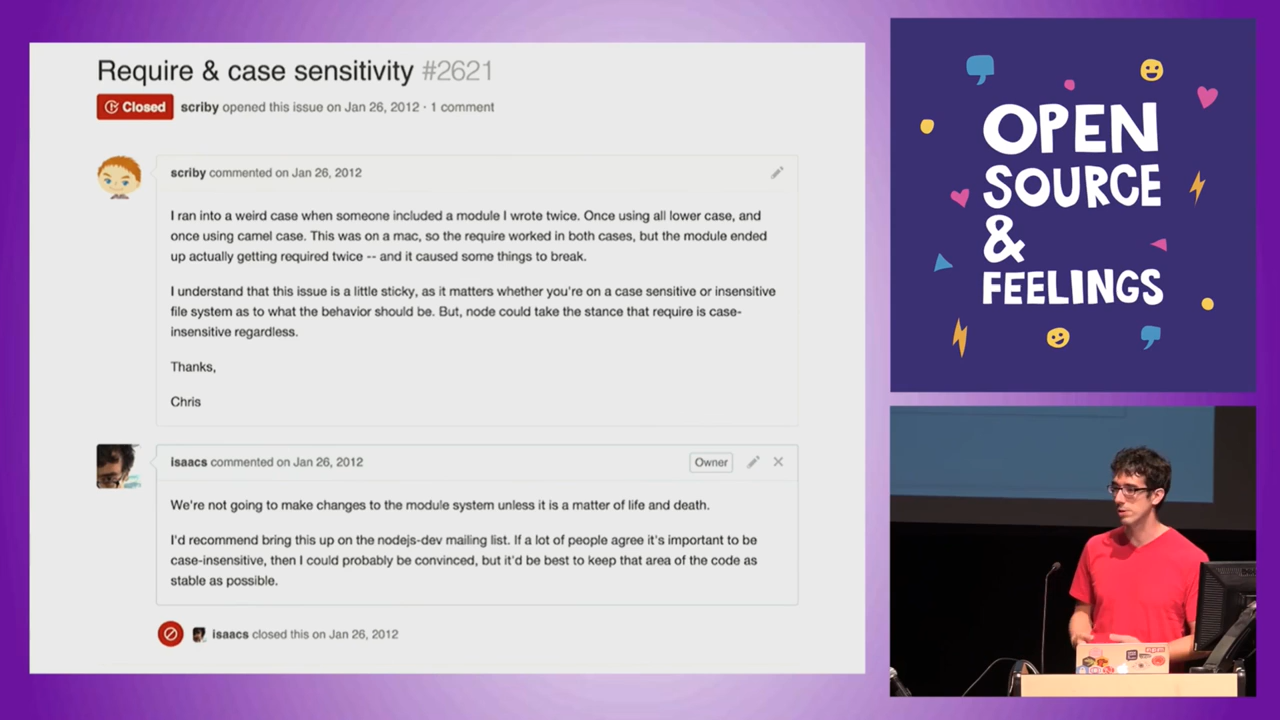 Require & case sensitivity #2621
Closed scriby opened this issue on Jan 26, 2012 · 1 comment
scriby commented on Jan 26, 2012
I ran into a weird case when someone included a module I wrote twice. Once using all lower case, and
once using camel case. This was on a mac, so the require worked in both cases, but the module ended
up actually getting required twice -- and it caused some things to break.
I understand that this issue is a little sticky, as it matters whether you're on a case sensitive or insensitive
file system as to what the behavior should be. But, node could take the stance that require is case-
insensitive regardless.
Thanks,
Chris
isaacs commented on Jan 26, 2012
Owner
We're not going to make changes to the module system unless it is a matter of life and death.
I'd recommend bring this up on the nodejs-dev mailing list. If a lot of people agree it's important to be
case-insensitive, then I could probably be convinced, but it'd be best to keep that area of the code as
stable as possible.
isaacs closed this on Jan 26, 2012
OPEN
SOURCE
&
FEELINGS